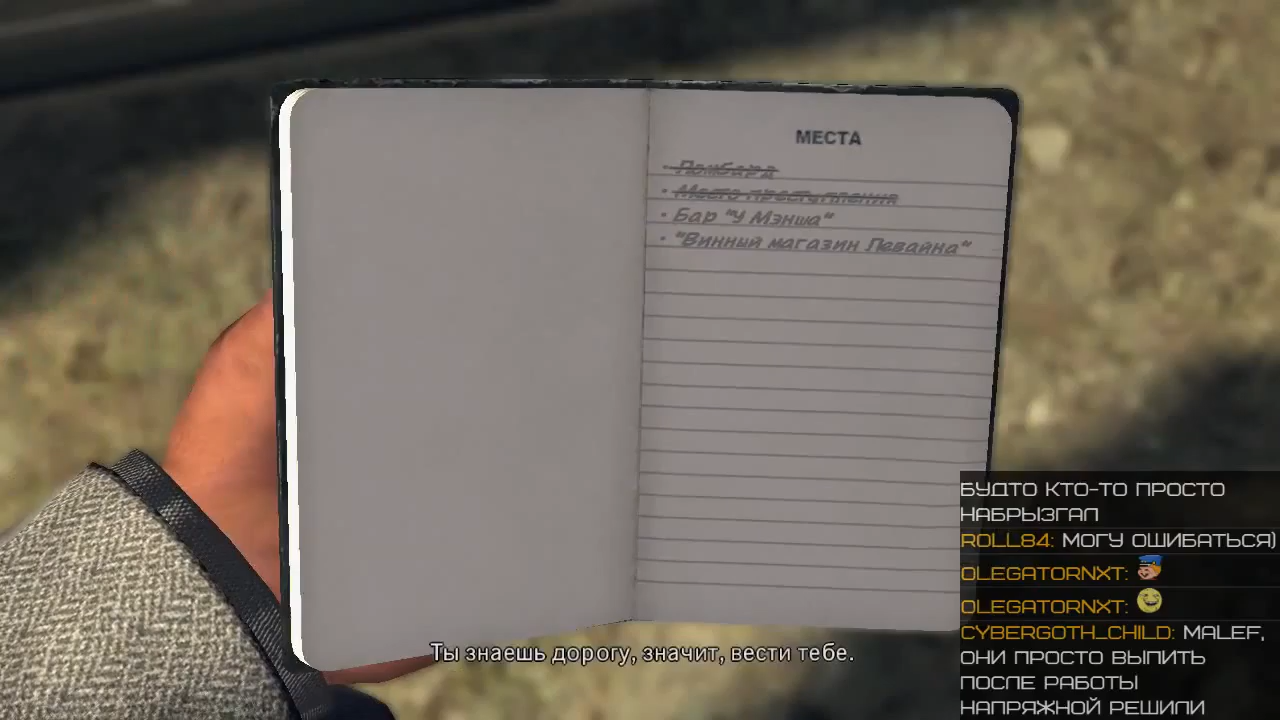 МЕСТА
· Ломбард
· Место преступления
· Бар "У Мэнша"
· "Винный магазин Левайна"
Ты знаешь дорогу, значит, вести тебе.
БУДТО КТО-ТО ПРОСТО
НАБРЫЗГАЛ
ROLL84: МОГУ ОШИБАТЬСЯ)
OLEGATORNXT:
OLEGATORNXT:
CYBERGOTH_CHILD: MALEF,
ОНИ ПРОСТО ВЫПИТЬ
ПОСЛЕ РАБОТЫ
НАПРЯЖНОЙ РЕШИЛИ